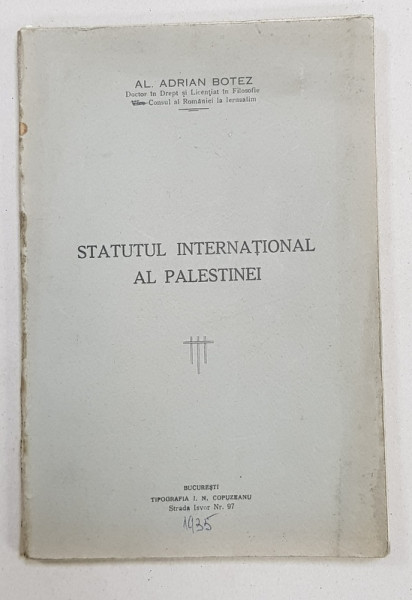 AL. ADRIAN BOTEZ
Doctor în Drept și Licențiat în Filosofie
Vice-Consul al României la Ierusalim
STATUTUL INTERNAȚIONAL
AL PALESTINEI
BUCUREȘTI
TIPOGRAFIA I. N. COPUZEANU
Strada Isvor Nr. 97
1935